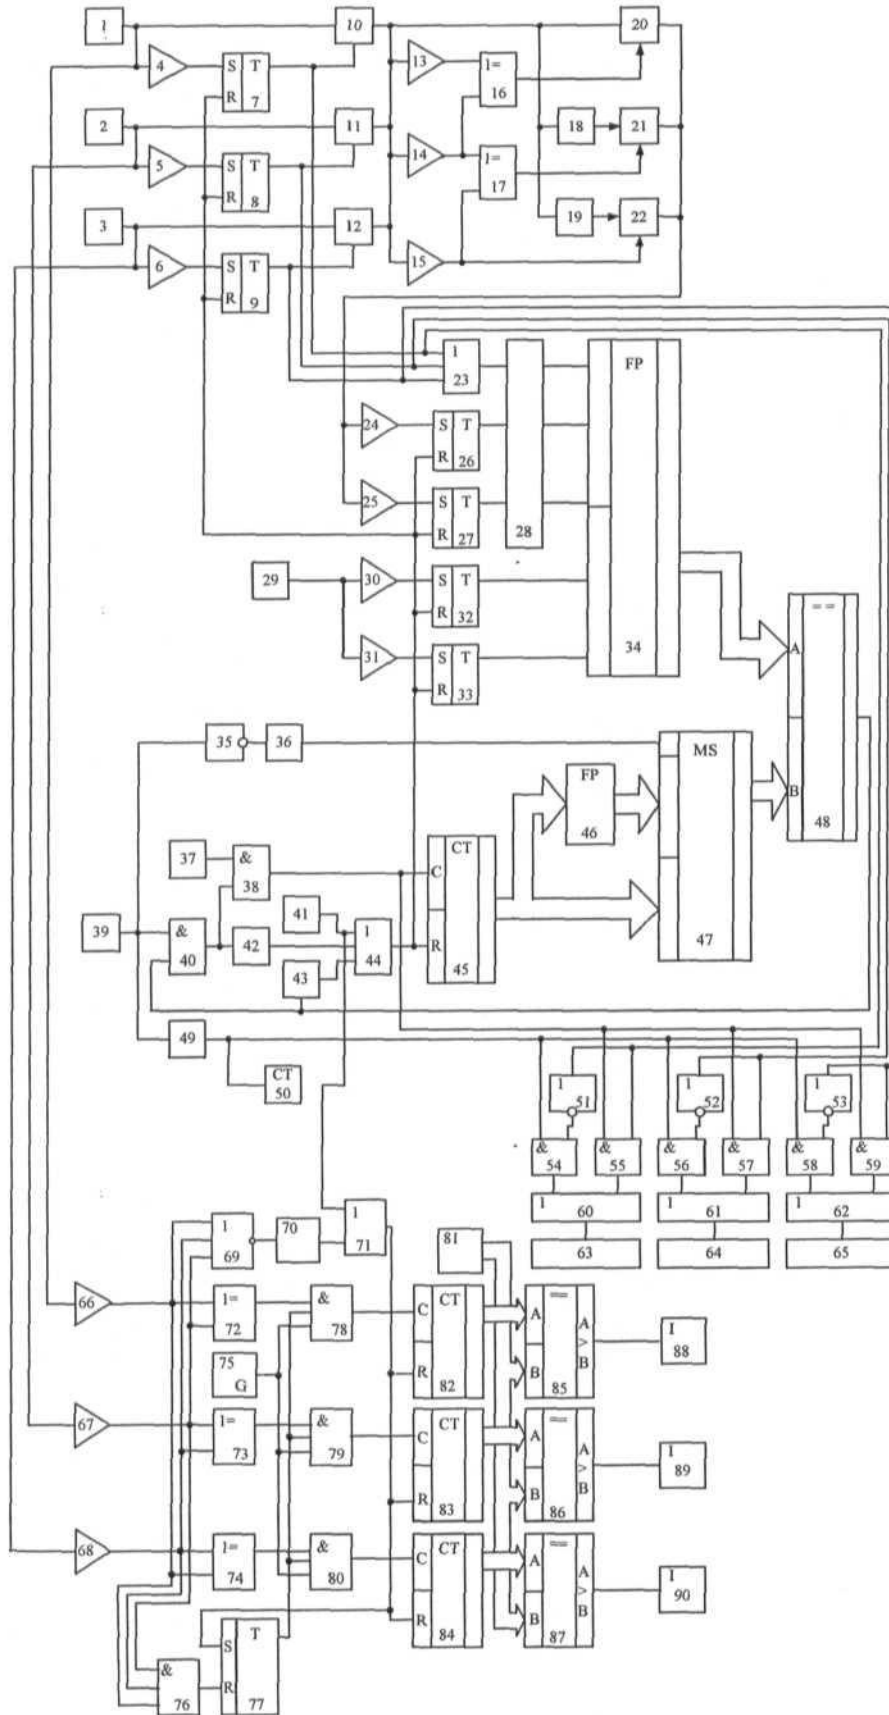 1
10
20
4
S T
R
7
13
1=
16
2
11
18
21
5
S T
R
8
14
1=
17
3
12
19
22
6
S T
R
9
15
1
23
FP
24
S T
R
26
25
S T
R
27
28
29
30
S T
R
32
31
S T
R
33
34
= =
A
B
48
35
36
MS
FP
46
47
37
&
38
CT
C
R
45
39
&
40
41
42
43
1
44
49
CT
50
1
51
1
52
1
53
&
54
&
55
&
56
&
57
&
58
&
59
1
60
1
61
1
62
63
64
65
1
69
70
1
71
81
66
1=
72
&
78
C CT
R
82
A ==
B
85
A > B
I
88
75
G
67
1=
73
&
79
C CT
R
83
A ==
B
86
A > B
I
89
68
1=
74
&
80
C CT
R
84
A ==
B
87
A > B
I
90
&
76
S T
R
77